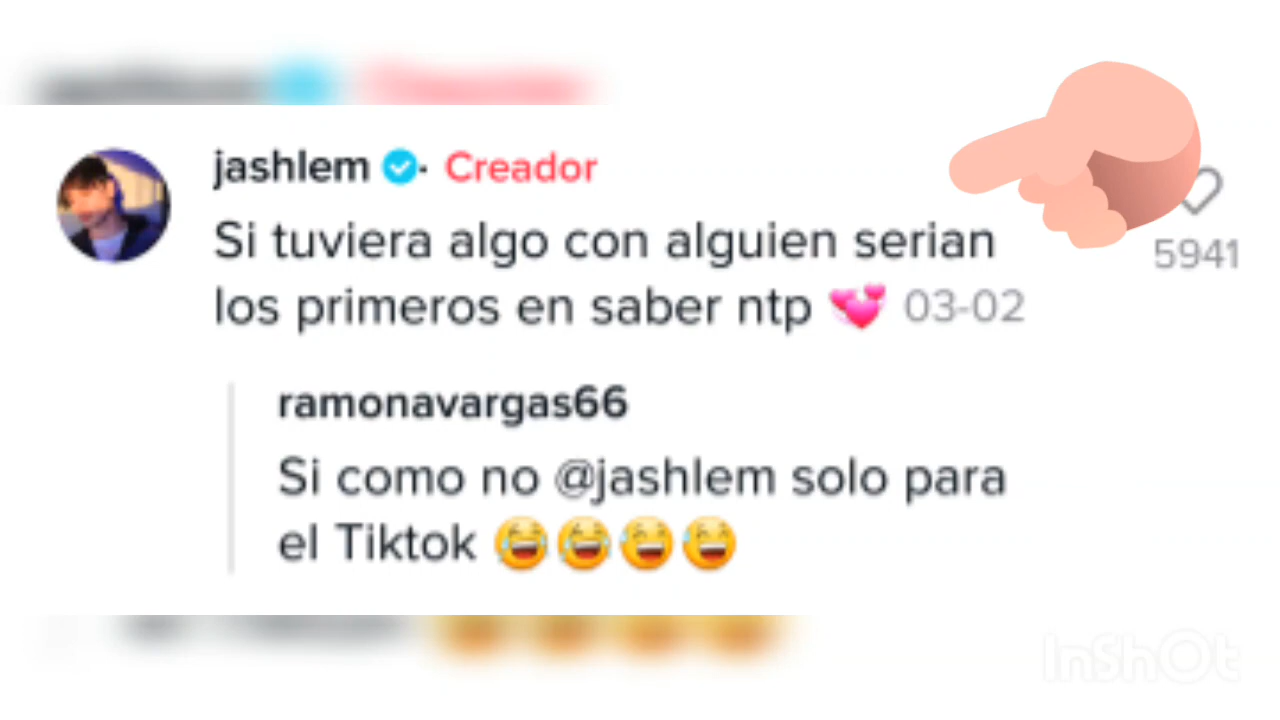 jashlem · Creador
Si tuviera algo con alguien serian
los primeros en saber ntp 💞 03-02
5941
ramonavargas66
Si como no @jashlem solo para
el Tiktok 😂😂😂😂
InShOt